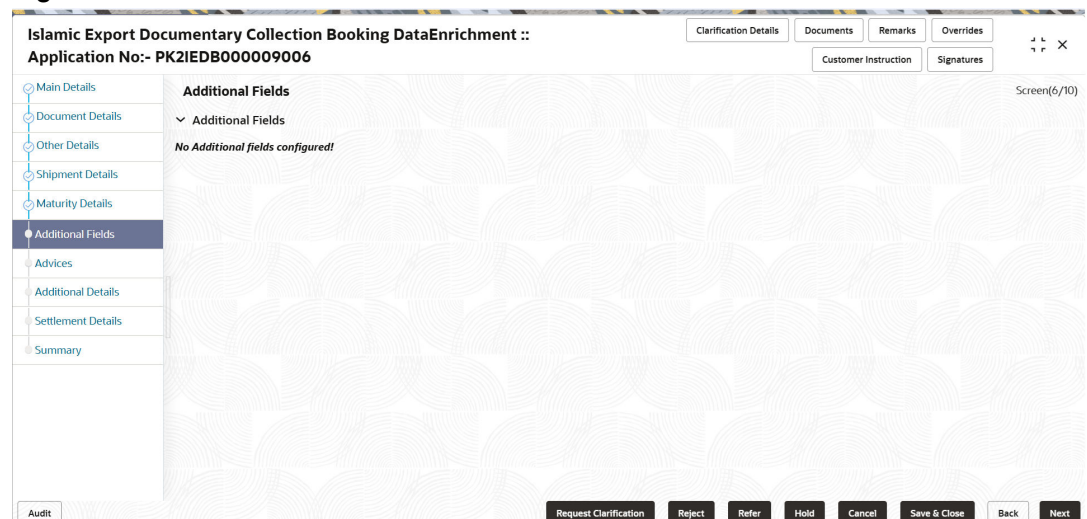 Islamic Export Documentary Collection Booking DataEnrichment ::
Application No:- PK2IEDB000009006
Clarification Details
Documents
Remarks
Overrides
Customer Instruction
Signatures
Main Details
Document Details
Other Details
Shipment Details
Maturity Details
Additional Fields
Advices
Additional Details
Settlement Details
Summary
Additional Fields
Screen(6/10)
Additional Fields
No Additional fields configured!
Audit
Request Clarification
Reject
Refer
Hold
Cancel
Save & Close
Back
Next